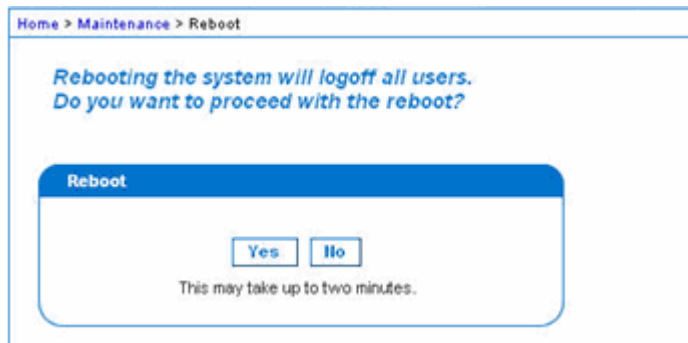 Home > Maintenance > Reboot
Rebooting the system will logoff all users.
Do you want to proceed with the reboot?
Reboot
Yes No
This may take up to two minutes.